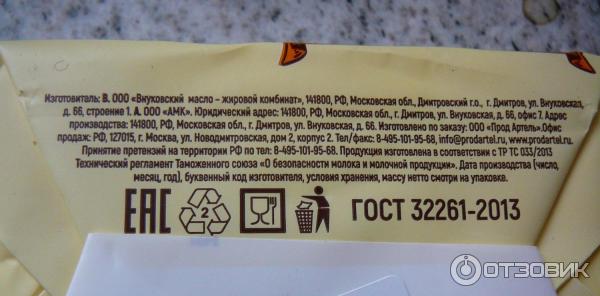 Изготовитель: В. ООО «Внуковский масло – жировой комбинат», 141800, РФ, Московская обл., Дмитровский г.о., г. Дмитров, ул. Внуковская,
д. 66, строение 1. А. ООО «АМК». Юридический адрес: 141800, РФ, Московская обл., г. Дмитров, ул. Внуковская, д. 66, офис 7. Адрес
производства: 141800, РФ, Московская обл., г. Дмитров, ул. Внуковская, д. 66. Изготовлено по заказу: ООО «Прод Артель».Офис
продаж: РФ, 127015, г. Москва, ул. Новодмитровская, дом 2, корпус 2. Тел./факс: 8-495-101-95-68, info@prodartel.ru, www.prodartel.ru.
Принятие претензий на территории РФ по тел: 8-495-101-95-68. Продукция изготовлена в соответствии с ТР ТС 033/2013
Технический регламент Таможенного союза «О безопасности молока и молочной продукции». Дата производства (число,
месяц, год), буквенный код изготовителя, условия хранения, массу нетто смотри на упаковке.
ЕАС 2 ГОСТ 32261-2013
ОТЗОВИК